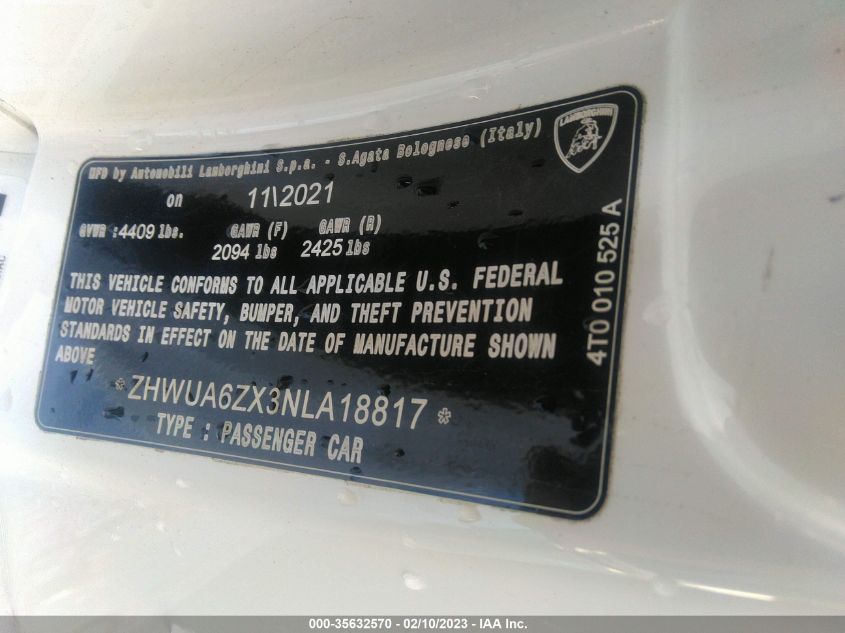 MFD by Automobili Lamborghini S.p.a. - S.Agata Bolognese (Italy)
LAMBORGHINI
on 11\2021
GVWR :4409 lbs. GAWR (F) GAWR (R)
2094 lbs 2425 lbs
THIS VEHICLE CONFORMS TO ALL APPLICABLE U.S. FEDERAL
MOTOR VEHICLE SAFETY, BUMPER, AND THEFT PREVENTION
STANDARDS IN EFFECT ON THE DATE OF MANUFACTURE SHOWN
ABOVE
* ZHWUA6ZX3NLA18817 *
TYPE : PASSENGER CAR
4T0 010 525 A
000-35632570 - 02/10/2023 - IAA Inc.